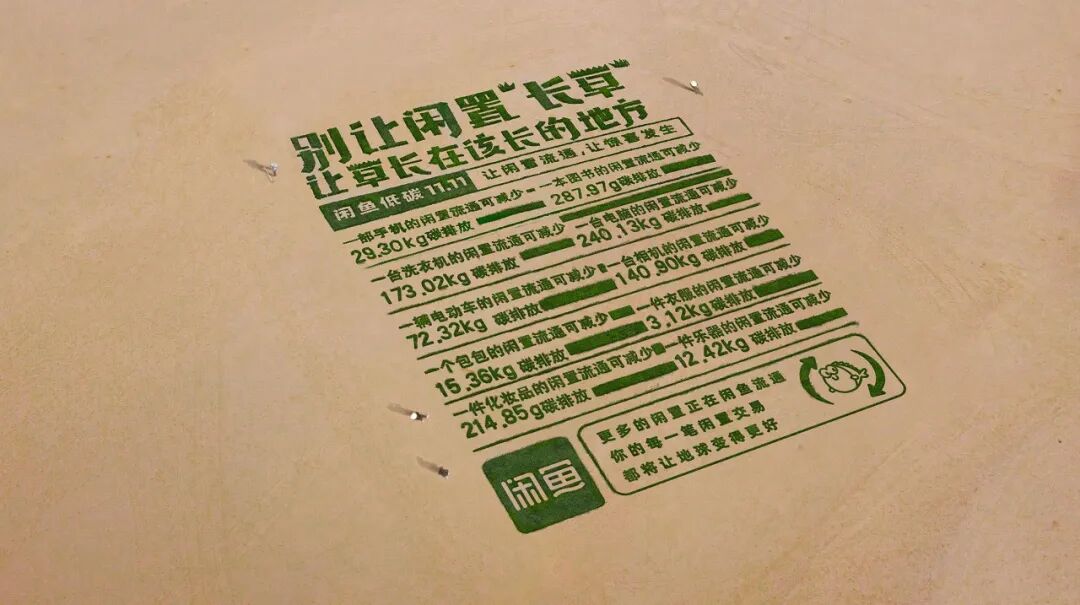 别让闲置“长草”
让草长在该长的地方
闲鱼低碳11.11
让闲置流通,让惊喜发生
一部手机的闲置流通可减少
29.30kg碳排放
一本图书的闲置流通可减少
287.97g碳排放
一台洗衣机的闲置流通可减少
173.02kg碳排放
一台电脑的闲置流通可减少
240.13kg碳排放
一辆电动车的闲置流通可减少
72.32kg碳排放
一台相机的闲置流通可减少
140.90kg碳排放
一个包包的闲置流通可减少
15.36kg碳排放
一件衣服的闲置流通可减少
3.12kg碳排放
一件化妆品的闲置流通可减少
214.85g碳排放
一件乐器的闲置流通可减少
12.42kg碳排放
闲鱼
更多的闲置正在闲鱼流通
你的每一笔闲置交易
都将让地球变得更好